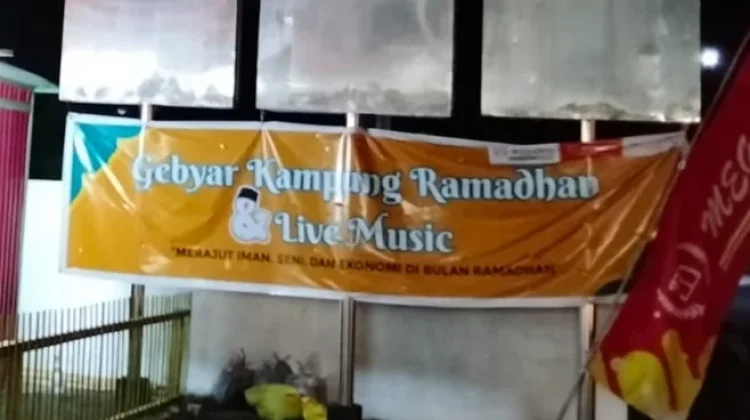 Gebyar Kampung Ramadhan
& Live Music
"MERAJUT IMAN, SENI, DAN EKONOMI DI BULAN RAMADHAN